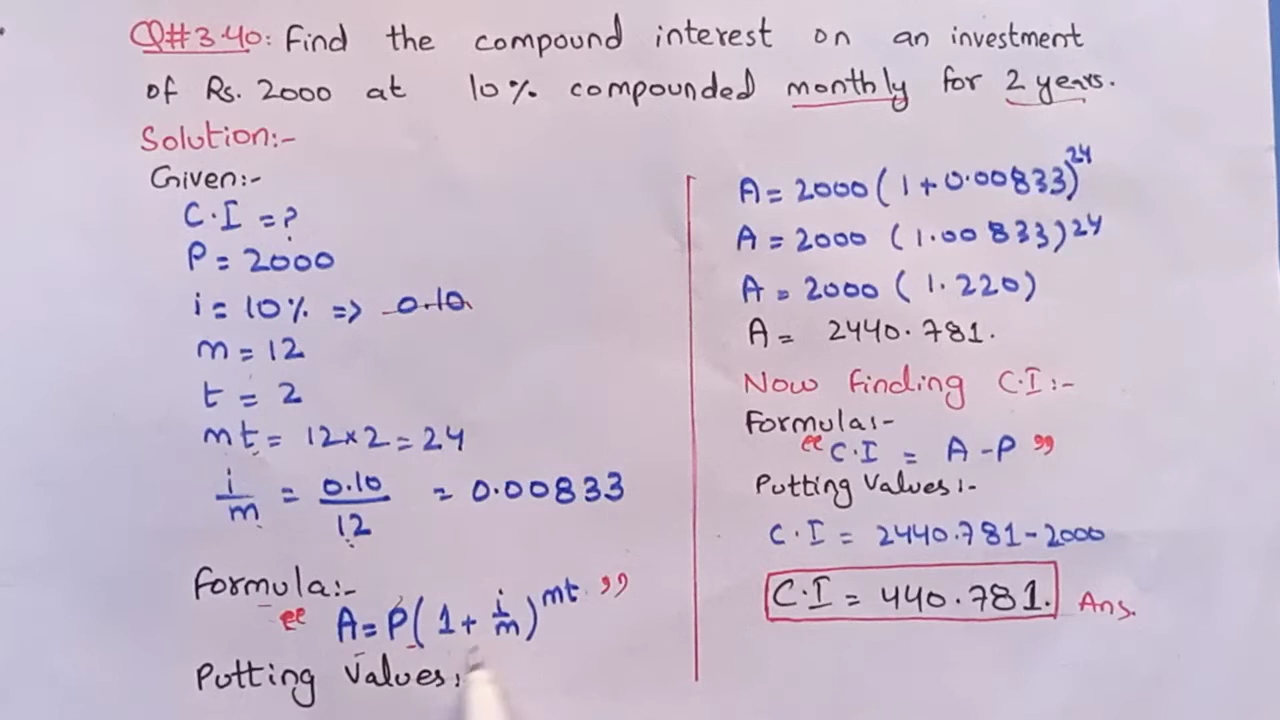 Q#3.40: Find the compound interest on an investment
of Rs. 2000 at 10% compounded monthly for 2 years.
Solution:-
Given:-
C.I = ?
P = 2000
i = 10% => 0.10
m = 12
t = 2
mt = 12×2 = 24
i/m = 0.10/12 = 0.00833
Formula:-
“ A = P(1 + i/m)^mt ”
Putting Values:
A = 2000(1+0.00833)^24
A = 2000 (1.00833)^24
A = 2000 (1.220)
A = 2440.781.
Now Finding C.I:-
Formula:-
“ C.I = A - P ”
Putting Values:-
C.I = 2440.781 - 2000
C.I = 440.781. Ans.